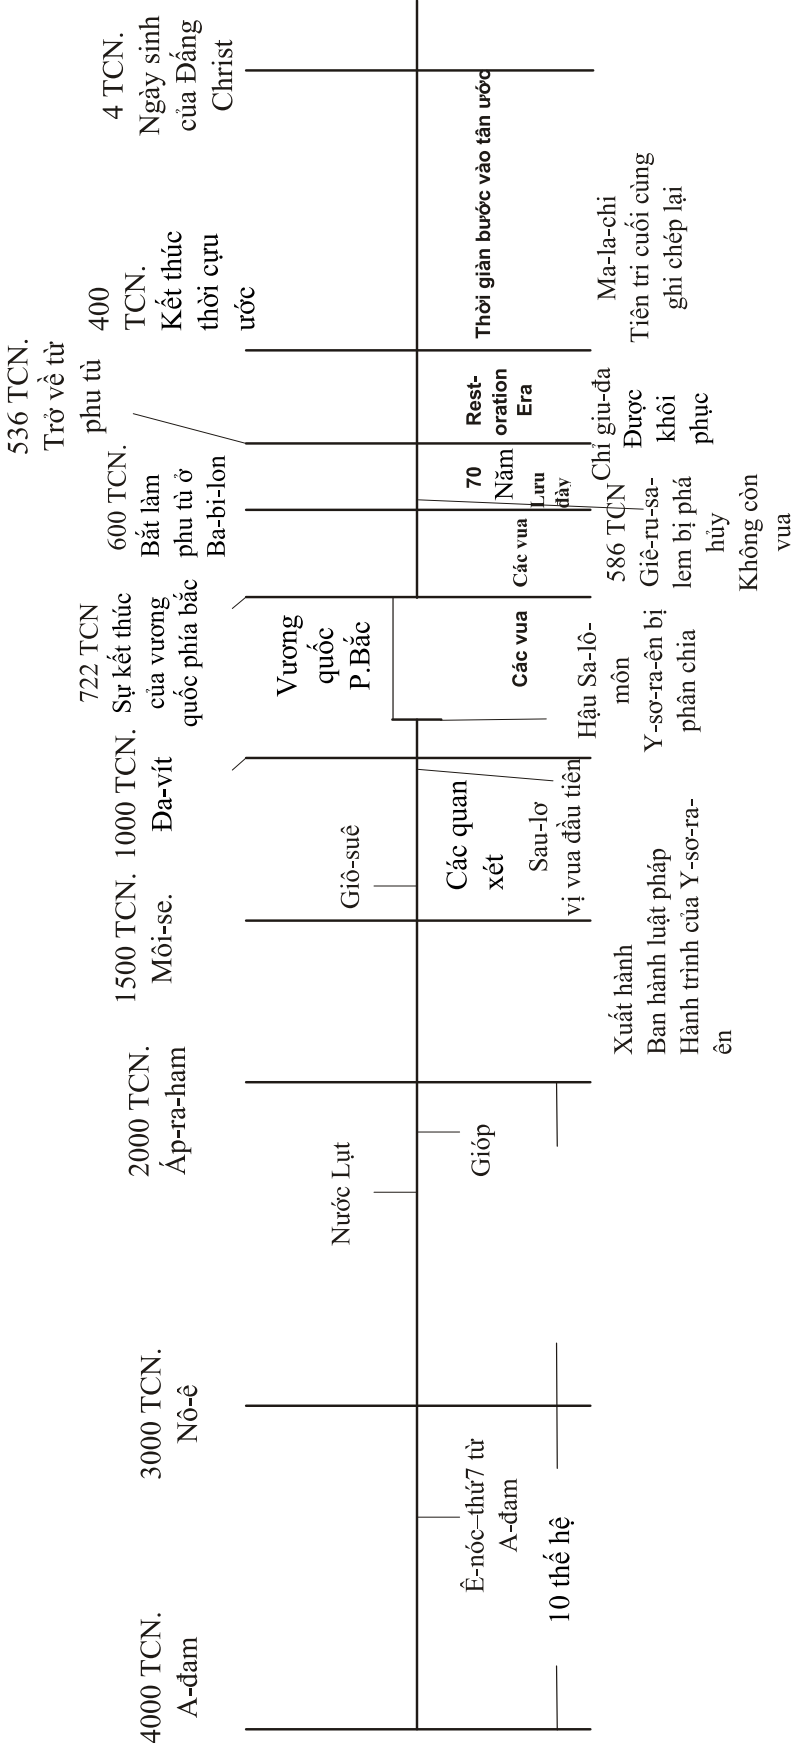 4000 TCN.
A-đam
3000 TCN.
Nô-ê
2000 TCN.
Áp-ra-ham
1500 TCN.
Môi-se.
1000 TCN.
Đa-vít
722 TCN
Sự kết thúc
của vương
quốc phía bắc
600 TCN.
Bắt làm
phu tù ở
Ba-bi-lon
536 TCN.
Trở về từ
phu tù
400
TCN.
Kết thúc
thời cựu
ước
4 TCN.
Ngày sinh
của Đấng
Christ
Nước Lụt
Giô-suê
Vương
quốc
P.Bắc
Ê-nóc–thứ7 từ
A-đam
10 thế hệ
Gióp
Các quan
xét
Sau-lơ
vị vua đầu tiên
Các vua
Các vua
70
Năm
Lưu
đày
Rest-
oration
Era
Thời giàn bước vào tân ước
Xuất hành
Ban hành luật pháp
Hành trình của Y-sơ-ra-
ên
Hậu Sa-lô-
môn
Y-sơ-ra-ên bị
phân chia
586 TCN
Giê-ru-sa-
lem bị phá
hủy
Không còn
vua
Chỉ giu-đa
Được
khôi
phục
Ma-la-chi
Tiên tri cuối cùng
ghi chép lại